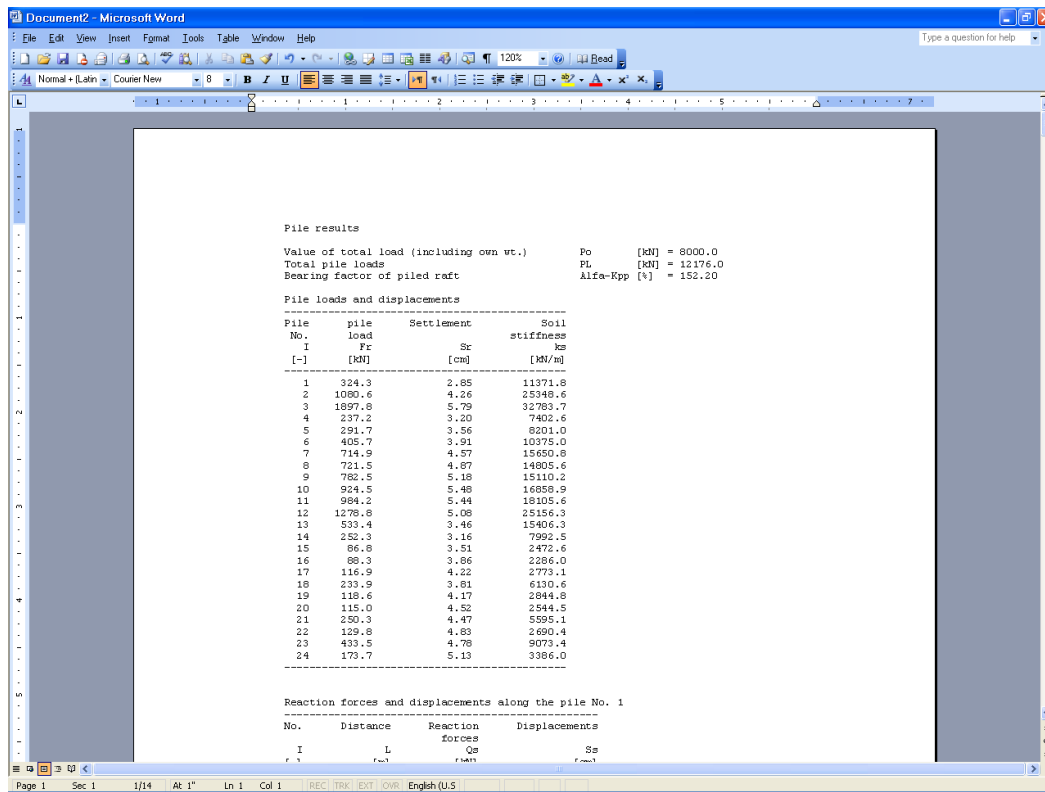 Document2 - Microsoft Word
File Edit View Insert Format Tools Table Window Help
Type a question for help
120% Read
Normal + (Latin Courier New 8 B I U
1 1 2 3 4 5 7
Pile results
Value of total load (including own wt.) Po [kN] = 8000.0
Total pile loads PL [kN] = 12176.0
Bearing factor of piled raft Alfa-Kpp [%] = 152.20
Pile loads and displacements
Pile pile Settlement Soil
No. load stiffness
I Fr Sr ks
[-] [kN] [cm] [kN/m]
1 324.3 2.85 11371.8
2 1080.6 4.26 25348.6
3 1897.8 5.79 32783.7
4 237.2 3.20 7402.6
5 291.7 3.56 8201.0
6 405.7 3.91 10375.0
7 714.9 4.57 15650.8
8 721.5 4.87 14805.6
9 782.5 5.18 15110.2
10 924.5 5.48 16858.9
11 984.2 5.44 18105.6
12 1278.8 5.08 25156.3
13 533.4 3.46 15406.3
14 252.3 3.16 7992.5
15 86.8 3.51 2472.6
16 88.3 3.86 2286.0
17 116.9 4.22 2773.1
18 233.9 3.81 6130.6
19 118.6 4.17 2844.8
20 115.0 4.52 2544.5
21 250.3 4.47 5595.1
22 129.8 4.83 2690.4
23 433.5 4.78 9073.4
24 173.7 5.13 3386.0
Reaction forces and displacements along the pile No. 1
No. Distance Reaction Displacements
forces
I L Qs Ss
Page 1 Sec 1 1/14 At 1" Ln 1 Col 1 REC TRK EXT OVR English (U.S